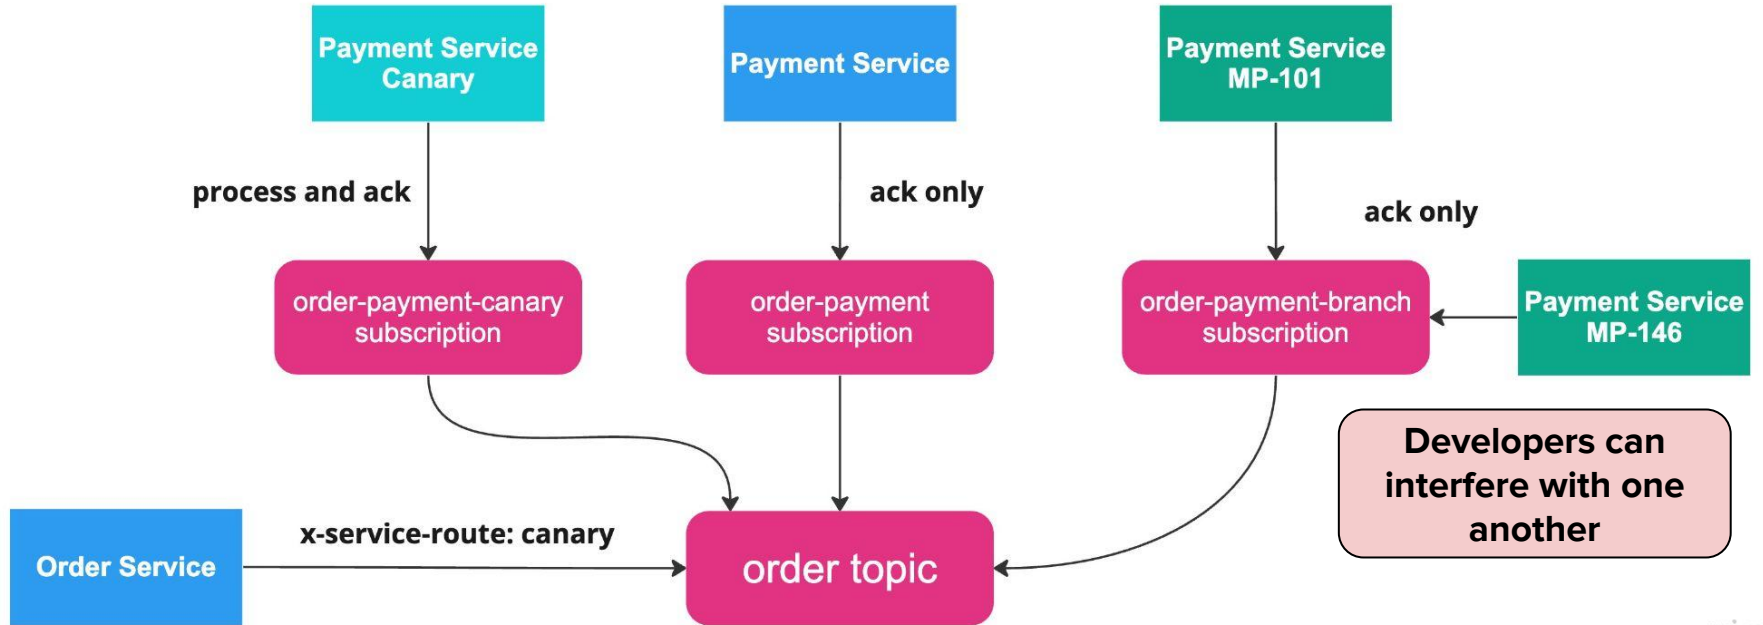 Payment Service
Canary
Payment Service
Payment Service
MP-101
process and ack
ack only
ack only
order-payment-canary
subscription
order-payment
subscription
order-payment-branch
subscription
Payment Service
MP-146
Developers can
interfere with one
another
x-service-route: canary
Order Service
order topic